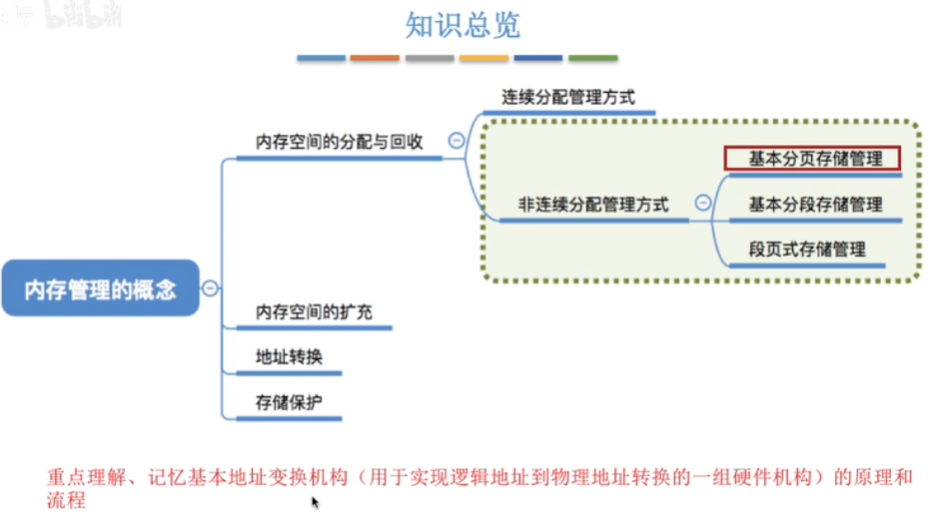 bilibili
知识总览
连续分配管理方式
内存空间的分配与回收
基本分页存储管理
非连续分配管理方式
基本分段存储管理
段页式存储管理
内存管理的概念
内存空间的扩充
地址转换
存储保护
重点理解、记忆基本地址变换机构（用于实现逻辑地址到物理地址转换的一组硬件机构）的原理和
流程